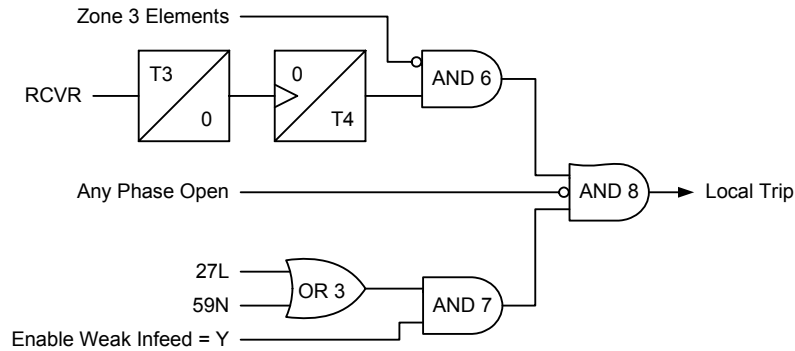 Zone 3 Elements
T3
0
0
T4
AND 6
RCVR
Any Phase Open
AND 8
Local Trip
27L
OR 3
59N
AND 7
Enable Weak Infeed = Y